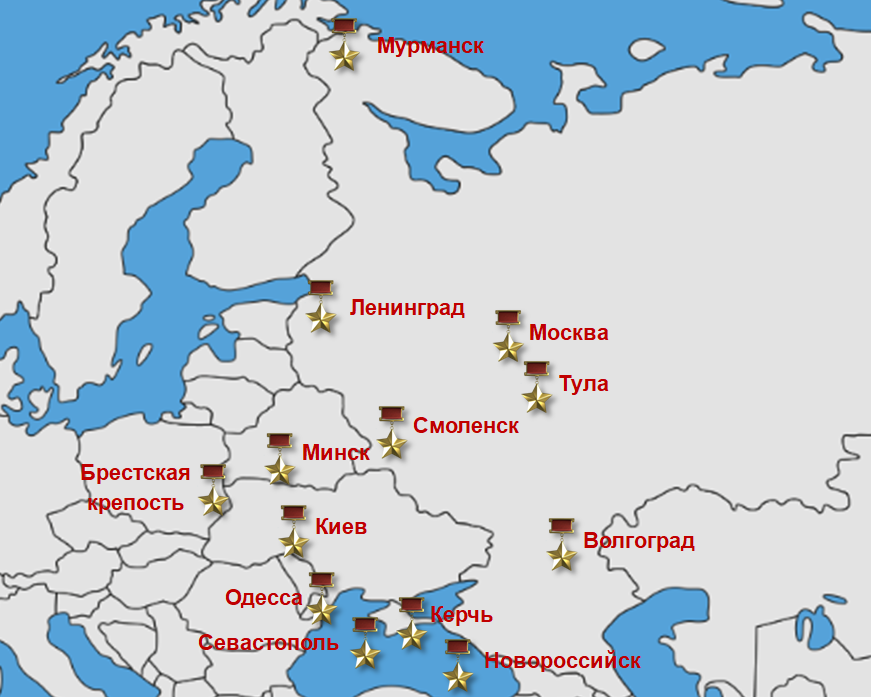 Мурманск
Ленинград
Москва
Тула
Смоленск
Минск
Брестская
крепость
Киев
Волгоград
Одесса
Керчь
Севастополь
Новороссийск